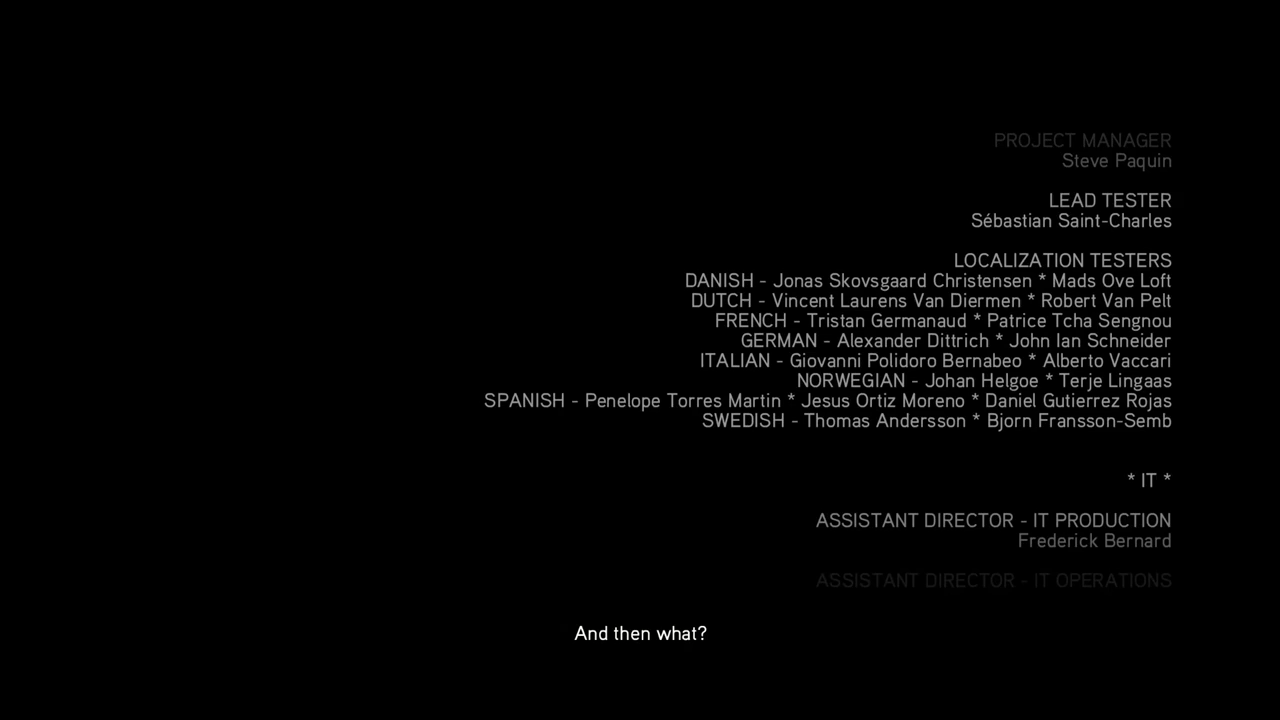 PROJECT MANAGER
Steve Paquin
LEAD TESTER
Sébastian Saint-Charles
LOCALIZATION TESTERS
DANISH - Jonas Skovsgaard Christensen * Mads Ove Loft
DUTCH - Vincent Laurens Van Diermen * Robert Van Pelt
FRENCH - Tristan Germanaud * Patrice Tcha Sengnou
GERMAN - Alexander Dittrich * John Ian Schneider
ITALIAN - Giovanni Polidoro Bernabeo * Alberto Vaccari
NORWEGIAN - Johan Helgoe * Terje Lingaas
SPANISH - Penelope Torres Martin * Jesus Ortiz Moreno * Daniel Gutierrez Rojas
SWEDISH - Thomas Andersson * Bjorn Fransson-Semb
* IT *
ASSISTANT DIRECTOR - IT PRODUCTION
Frederick Bernard
ASSISTANT DIRECTOR - IT OPERATIONS
And then what?